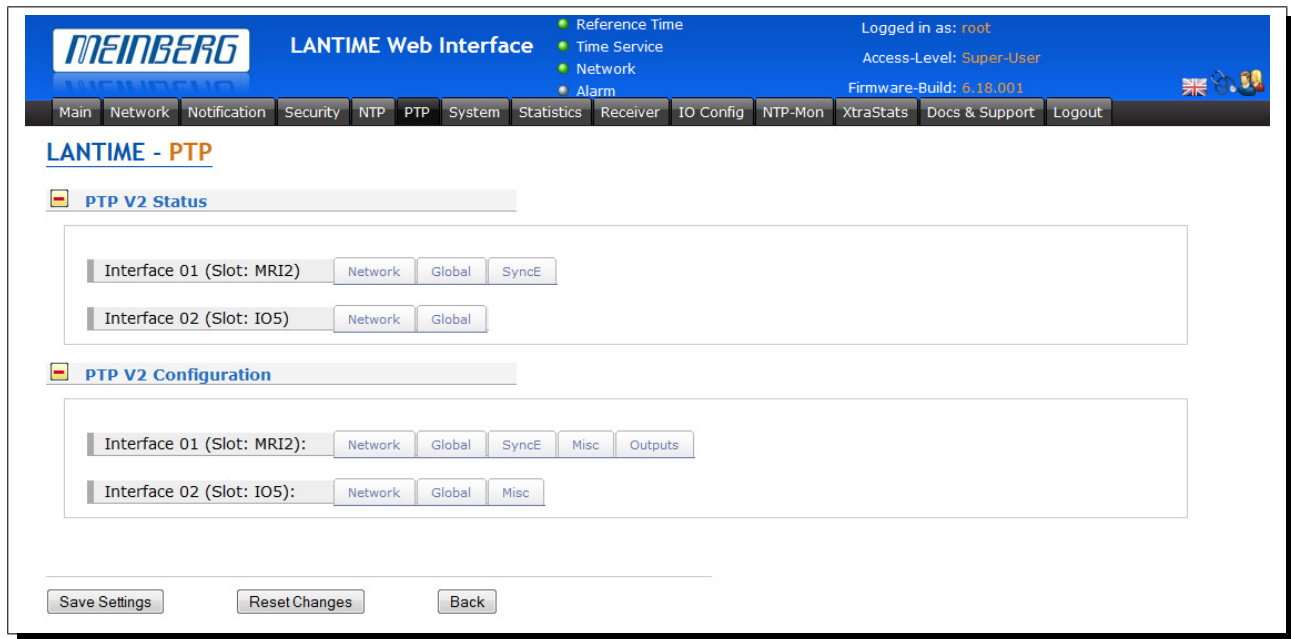 MEINBERG
LANTIME Web Interface
Reference Time
Time Service
Network
Alarm
Logged in as: root
Access-Level: Super-User
Firmware-Build: 6.18.001
Main Network Notification Security NTP PTP System Statistics Receiver IO Config NTP-Mon XtraStats Docs & Support Logout
LANTIME - PTP
PTP V2 Status
Interface 01 (Slot: MRI2) Network Global SyncE
Interface 02 (Slot: IO5) Network Global
PTP V2 Configuration
Interface 01 (Slot: MRI2): Network Global SyncE Misc Outputs
Interface 02 (Slot: IO5): Network Global Misc
Save Settings Reset Changes Back